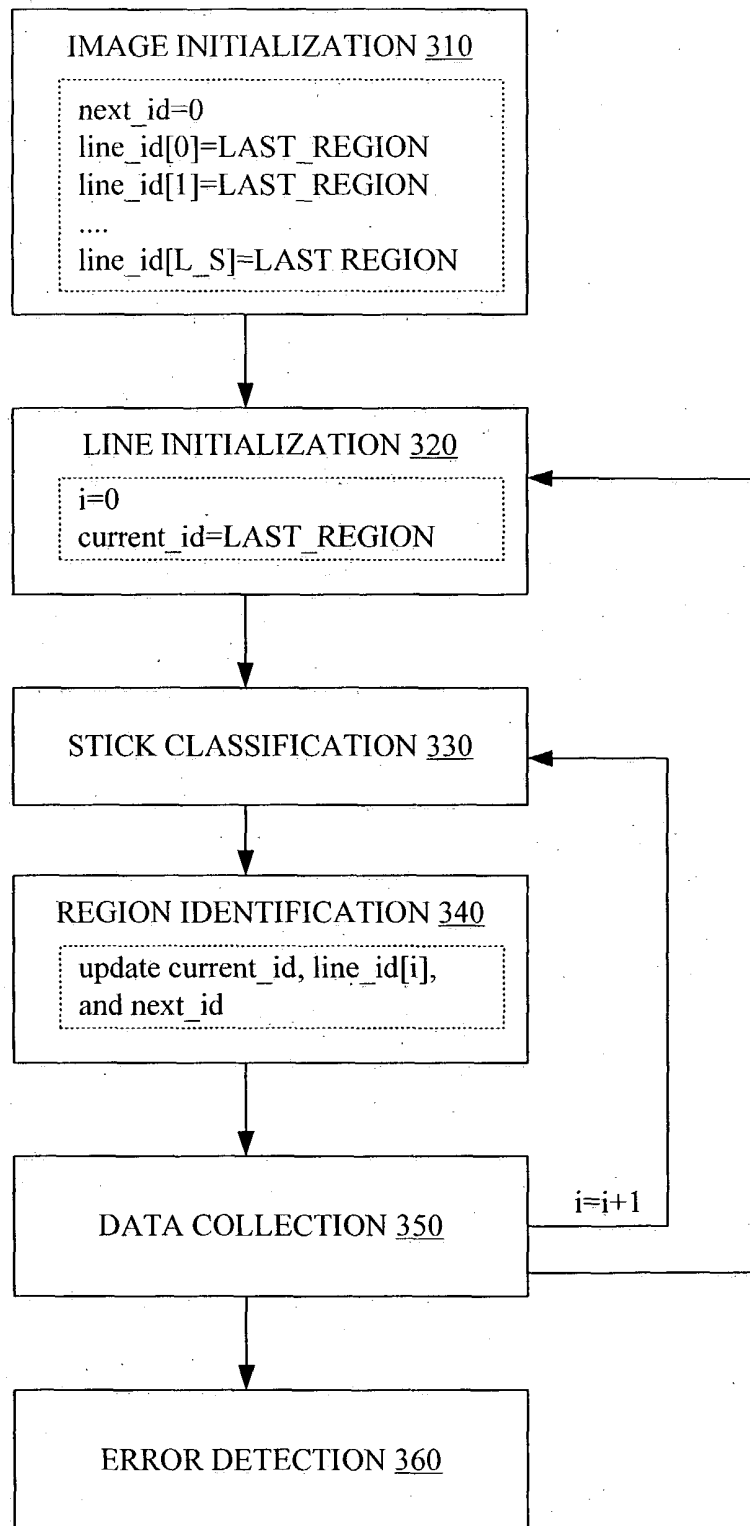 IMAGE INITIALIZATION 310
next_id=0
line_id[0]=LAST_REGION
line_id[1]=LAST_REGION
....
line_id[L_S]=LAST REGION
LINE INITIALIZATION 320
i=0
current_id=LAST_REGION
STICK CLASSIFICATION 330
REGION IDENTIFICATION 340
update current_id, line_id[i],
and next_id
DATA COLLECTION 350
i=i+1
ERROR DETECTION 360